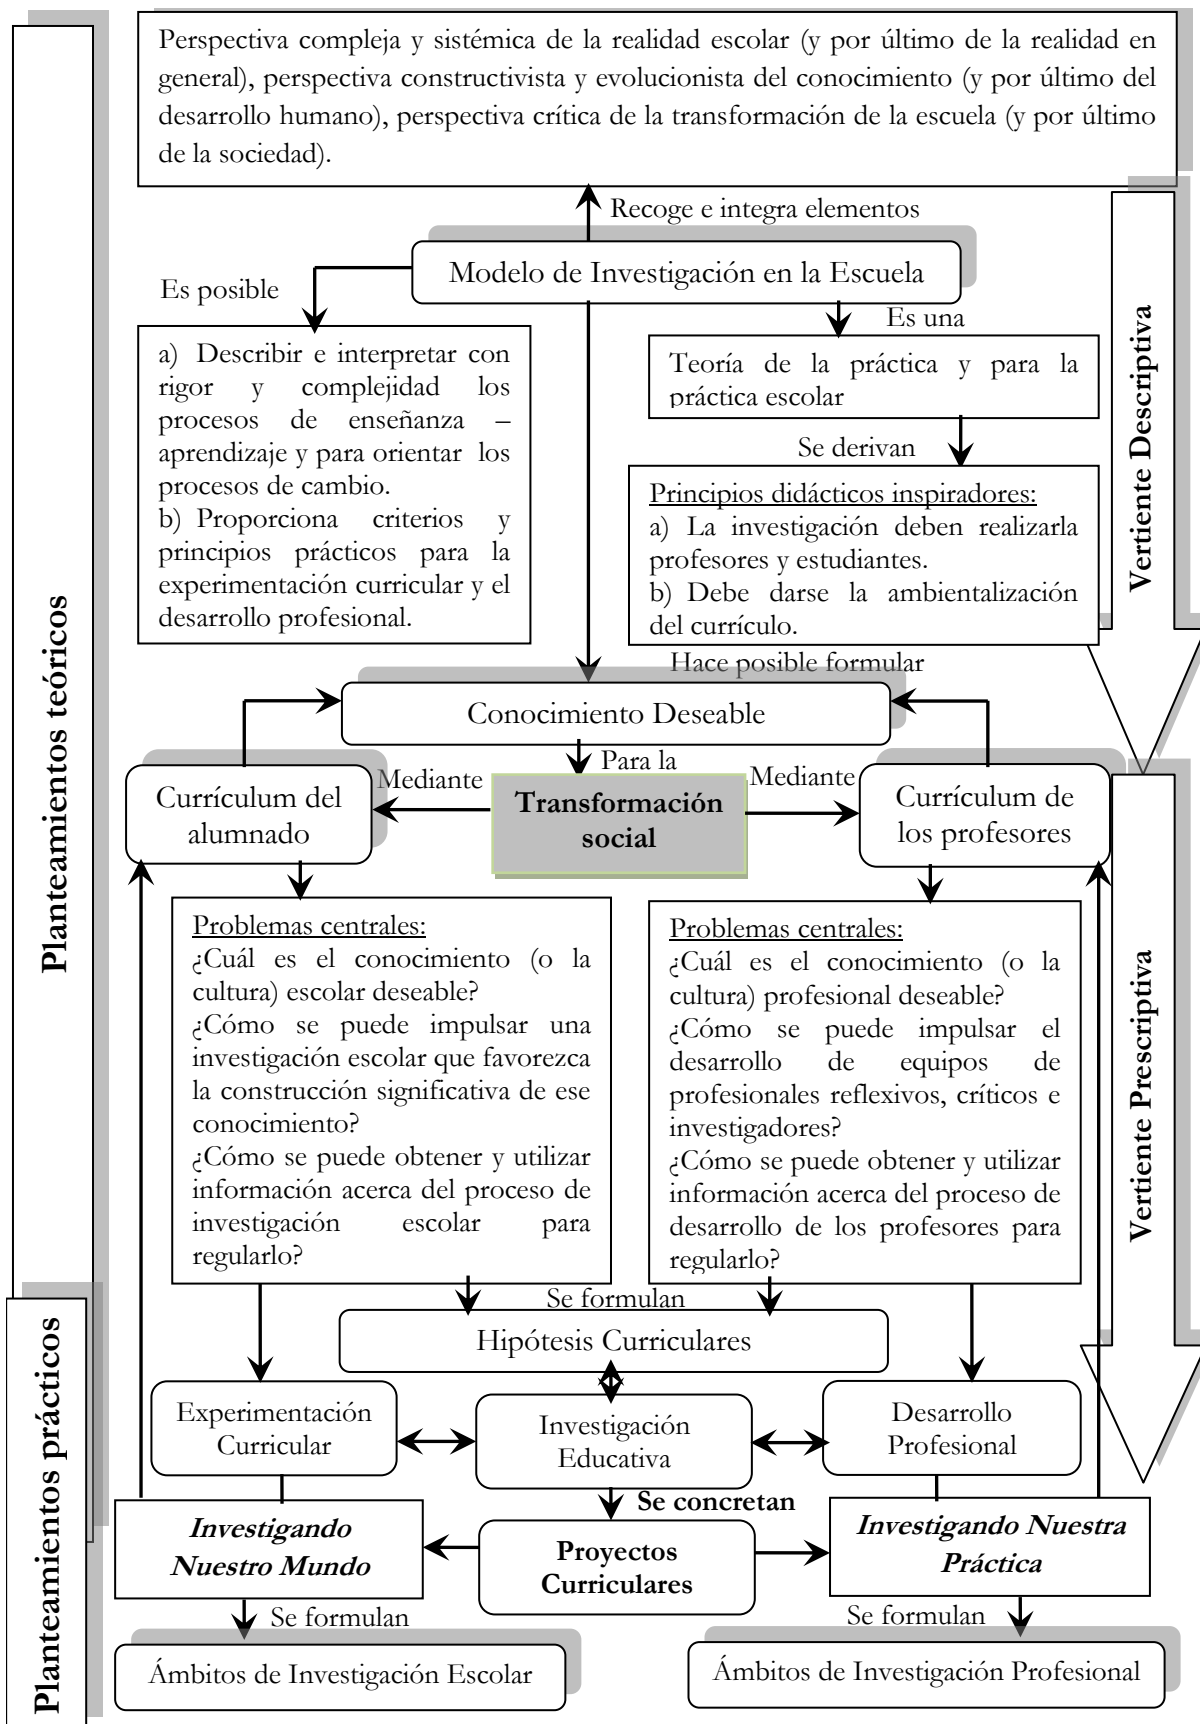 Perspectiva compleja y sistémica de la realidad escolar (y por último de la realidad en
general), perspectiva constructivista y evolucionista del conocimiento (y por último del
desarrollo humano), perspectiva crítica de la transformación de la escuela (y por último
de la sociedad).
Recoge e integra elementos
Modelo de Investigación en la Escuela
Es posible
Es una
a) Describir e interpretar con
rigor y complejidad los
procesos de enseñanza –
aprendizaje y para orientar los
procesos de cambio.
b) Proporciona criterios y
principios prácticos para la
experimentación curricular y el
desarrollo profesional.
Teoría de la práctica y para la
práctica escolar
Se derivan
Principios didácticos inspiradores:
a) La investigación deben realizarla
profesores y estudiantes.
b) Debe darse la ambientalización
del currículo.
Vertiente Descriptiva
Planteamientos teóricos
Hace posible formular
Conocimiento Deseable
Para la
Mediante
Mediante
Currículum del
alumnado
Transformación
social
Currículum de
los profesores
Problemas centrales:
¿Cuál es el conocimiento (o la
cultura) escolar deseable?
¿Cómo se puede impulsar una
investigación escolar que favorezca
la construcción significativa de ese
conocimiento?
¿Cómo se puede obtener y utilizar
información acerca del proceso de
investigación escolar para
regularlo?
Problemas centrales:
¿Cuál es el conocimiento (o la
cultura) profesional deseable?
¿Cómo se puede impulsar el
desarrollo de equipos de
profesionales reflexivos, críticos e
investigadores?
¿Cómo se puede obtener y utilizar
información acerca del proceso de
desarrollo de los profesores para
regularlo?
Vertiente Prescriptiva
Se formulan
Hipótesis Curriculares
Planteamientos prácticos
Experimentación
Curricular
Investigación
Educativa
Desarrollo
Profesional
Se concretan
Investigando
Nuestro Mundo
Proyectos
Curriculares
Investigando Nuestra
Práctica
Se formulan
Se formulan
Ámbitos de Investigación Escolar
Ámbitos de Investigación Profesional